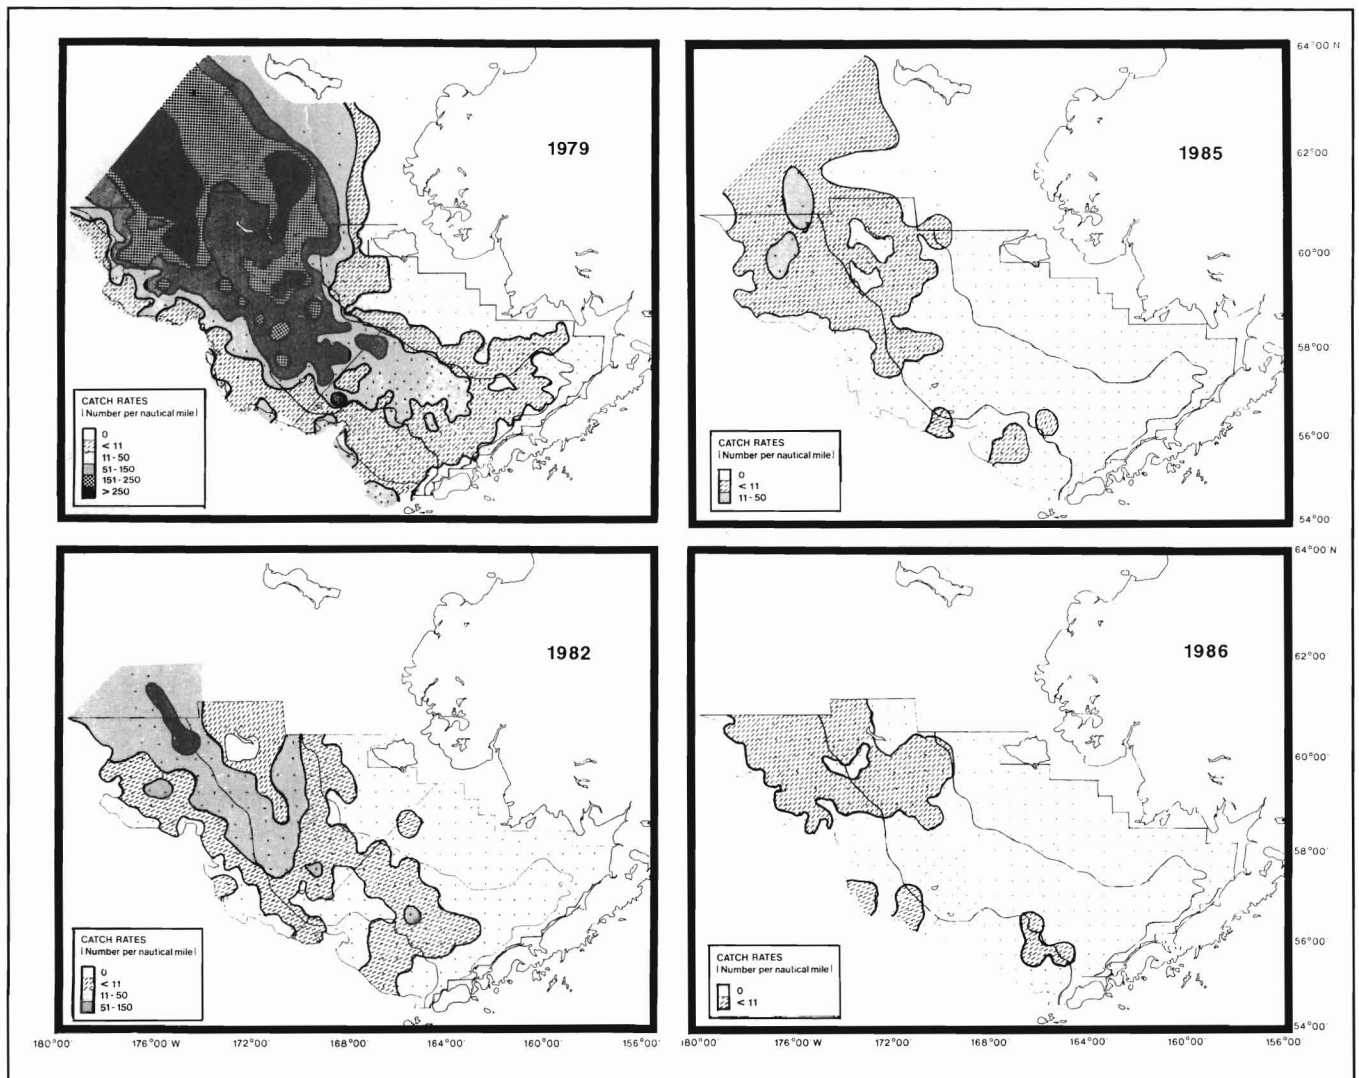 1979
CATCH RATES
(Number per nautical mile)
0
< 11
11-50
51-150
151-250
> 250
1985
CATCH RATES
(Number per nautical mile)
0
< 11
11-50
64°00' N
62°00'
60°00'
58°00'
56°00'
54°00'
1982
CATCH RATES
(Number per nautical mile)
0
< 11
11-50
51-150
1986
CATCH RATES
(Number per nautical mile)
0
< 11
64°00' N
62°00'
60°00'
58°00'
56°00'
54°00'
180°00' 176°00' W 172°00' 168°00' 164°00' 160°00' 156°00'
180°00' 176°00' W 172°00' 168°00' 164°00' 160°00' 156°00'